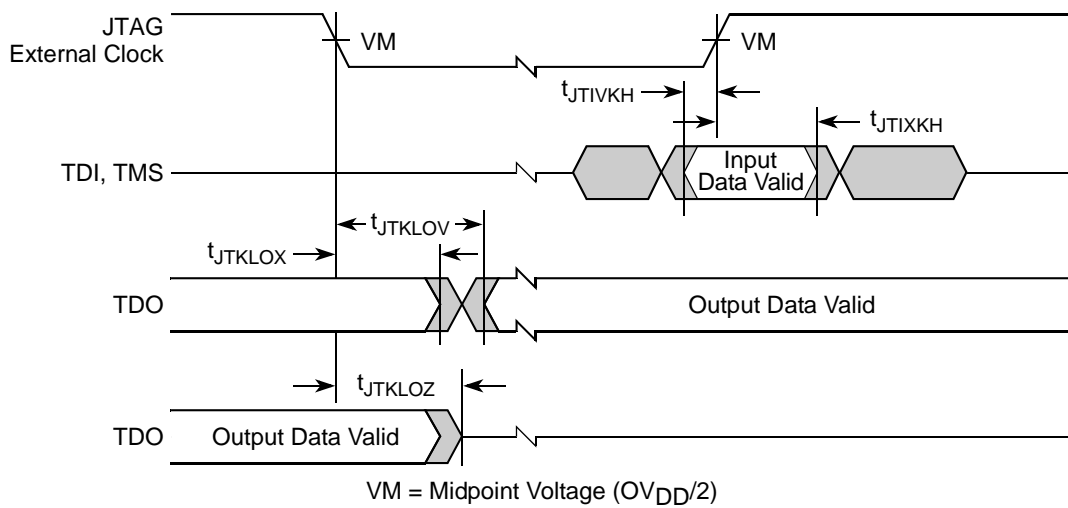 JTAG
External Clock
VM
VM
tJTIVKH
tJTIXKH
TDI, TMS
Input
Data Valid
tJTKLOV
tJTKLOX
TDO
Output Data Valid
tJTKLOZ
TDO
Output Data Valid
VM = Midpoint Voltage (OVDD/2)